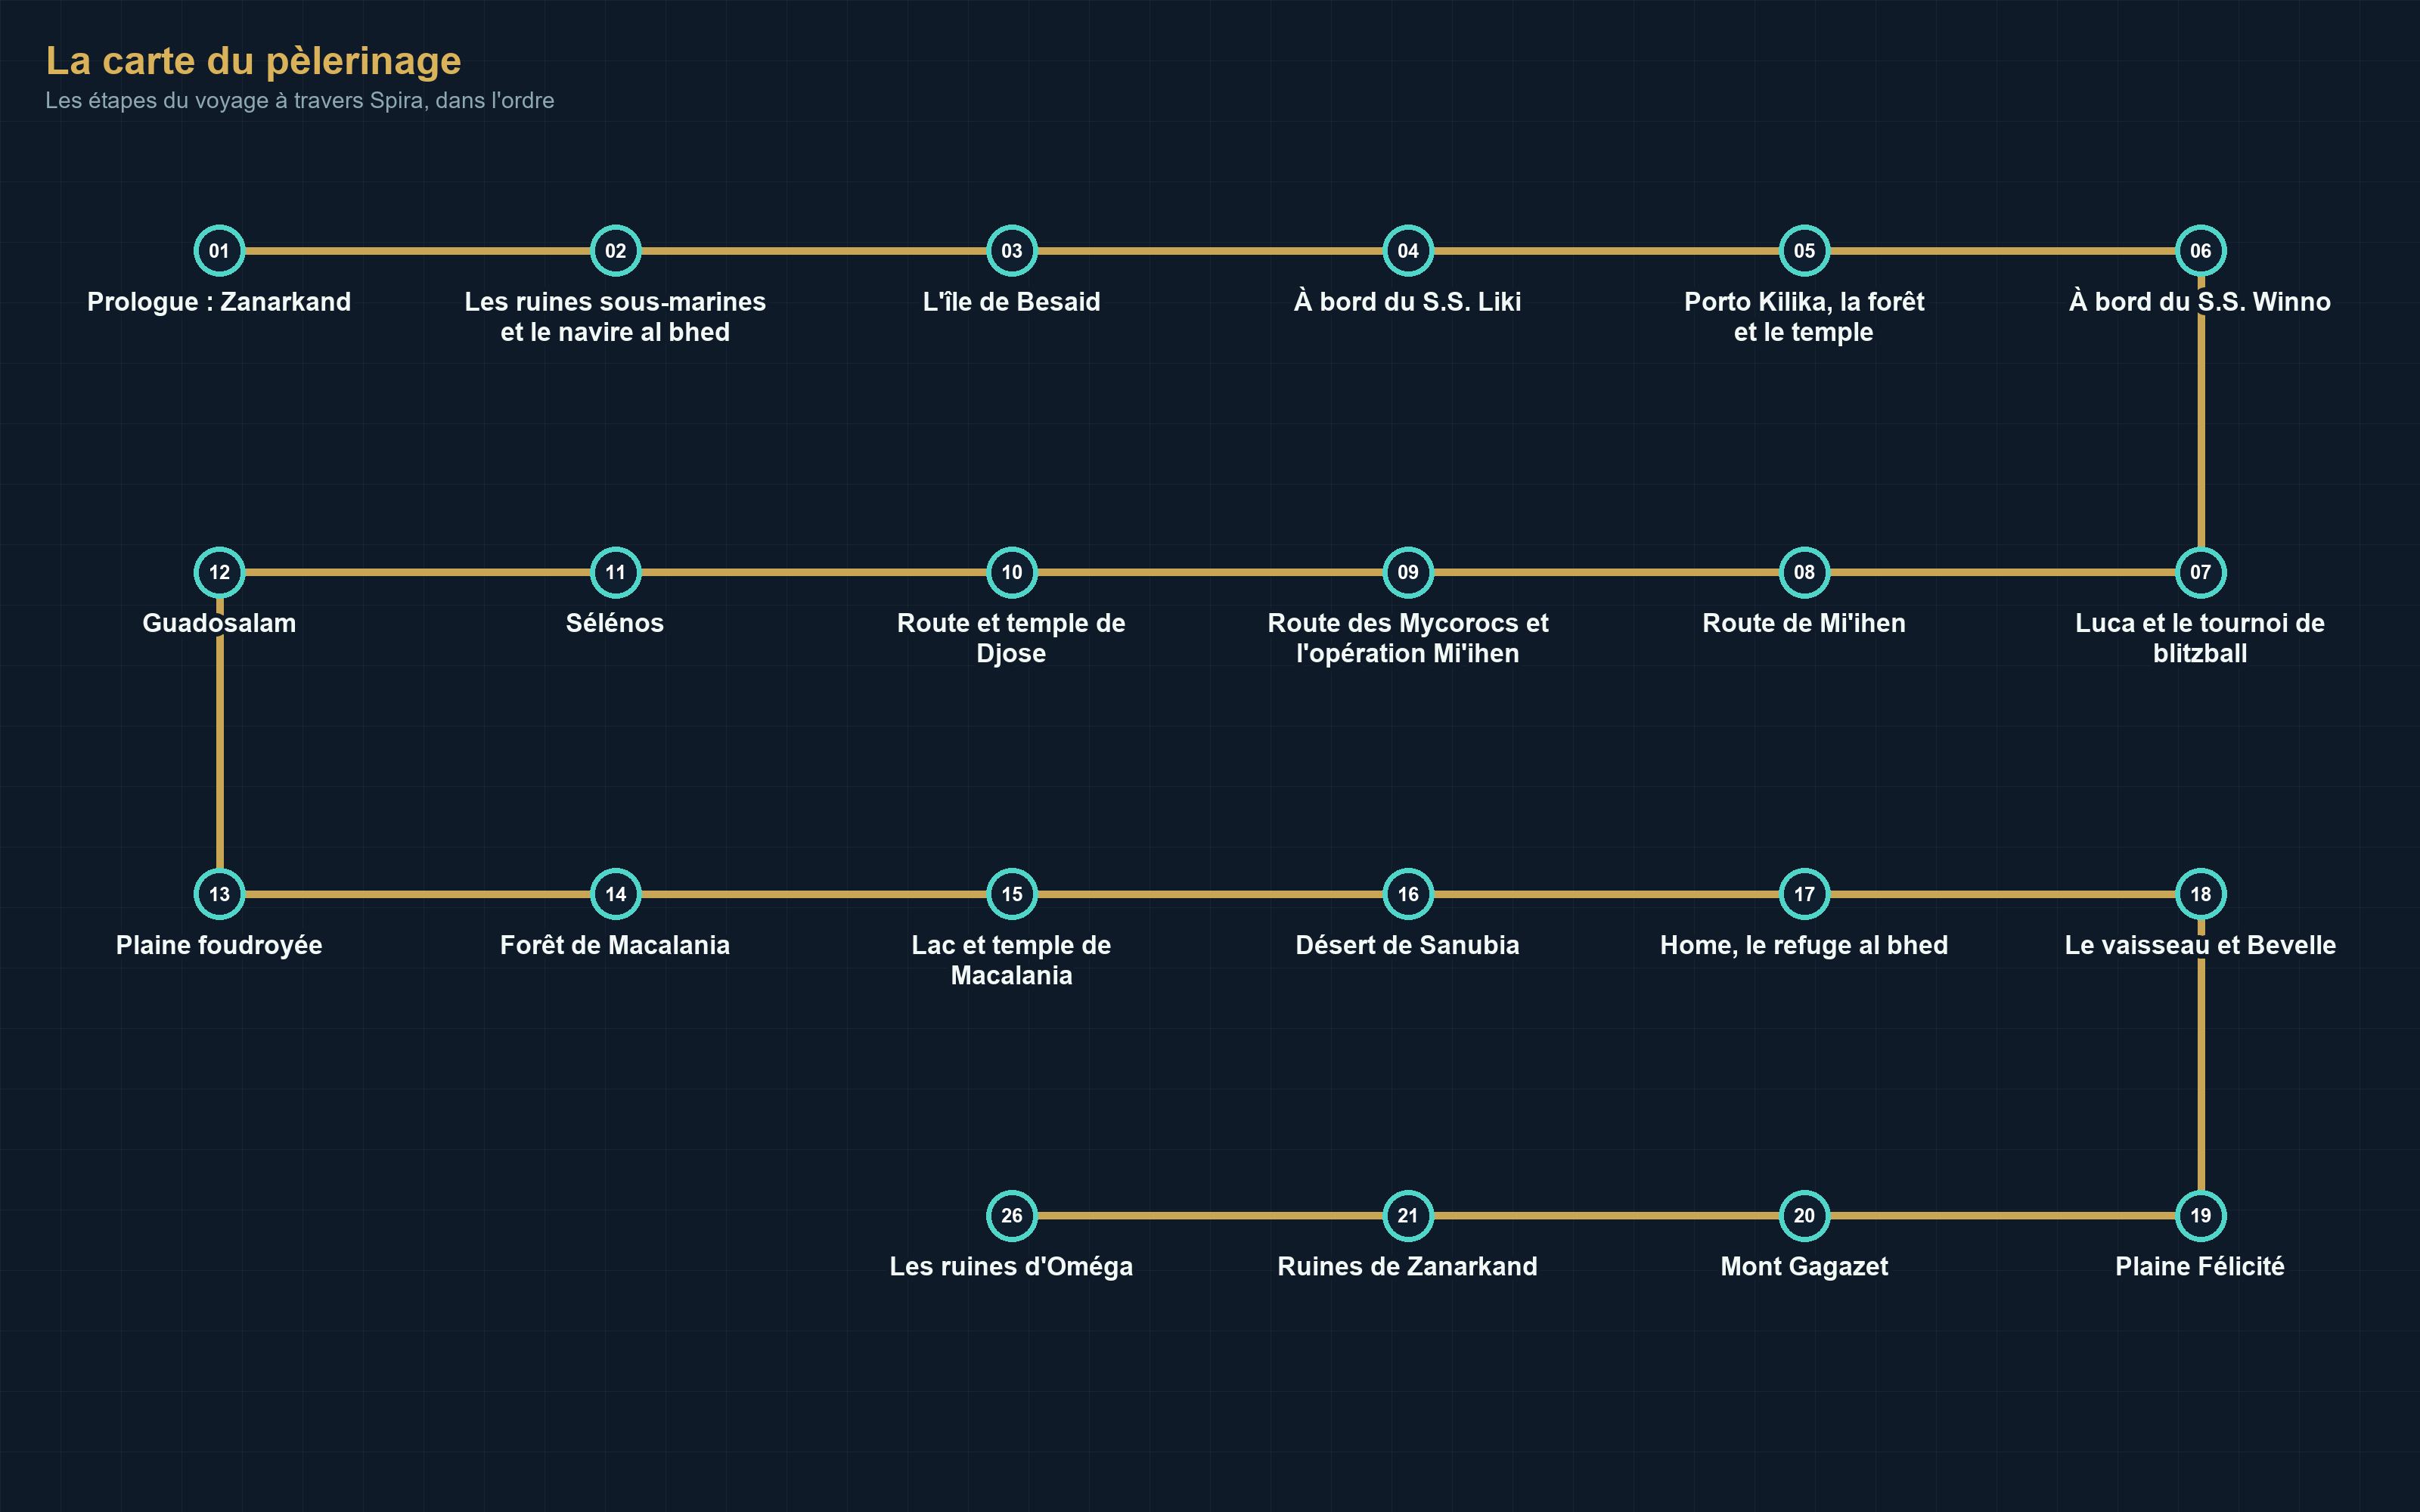 La carte du pèlerinage
Les étapes du voyage à travers Spira, dans l'ordre
01
Prologue : Zanarkand
02
Les ruines sous-marines
et le navire al bhed
03
L'île de Besaid
04
À bord du S.S. Liki
05
Porto Kilika, la forêt
et le temple
06
À bord du S.S. Winno
12
Guadosalam
11
Sélénos
10
Route et temple de
Djose
09
Route des Mycorocs et
l'opération Mi'ihen
08
Route de Mi'ihen
07
Luca et le tournoi de
blitzball
13
Plaine foudroyée
14
Forêt de Macalania
15
Lac et temple de
Macalania
16
Désert de Sanubia
17
Home, le refuge al bhed
18
Le vaisseau et Bevelle
26
Les ruines d'Oméga
21
Ruines de Zanarkand
20
Mont Gagazet
19
Plaine Félicité